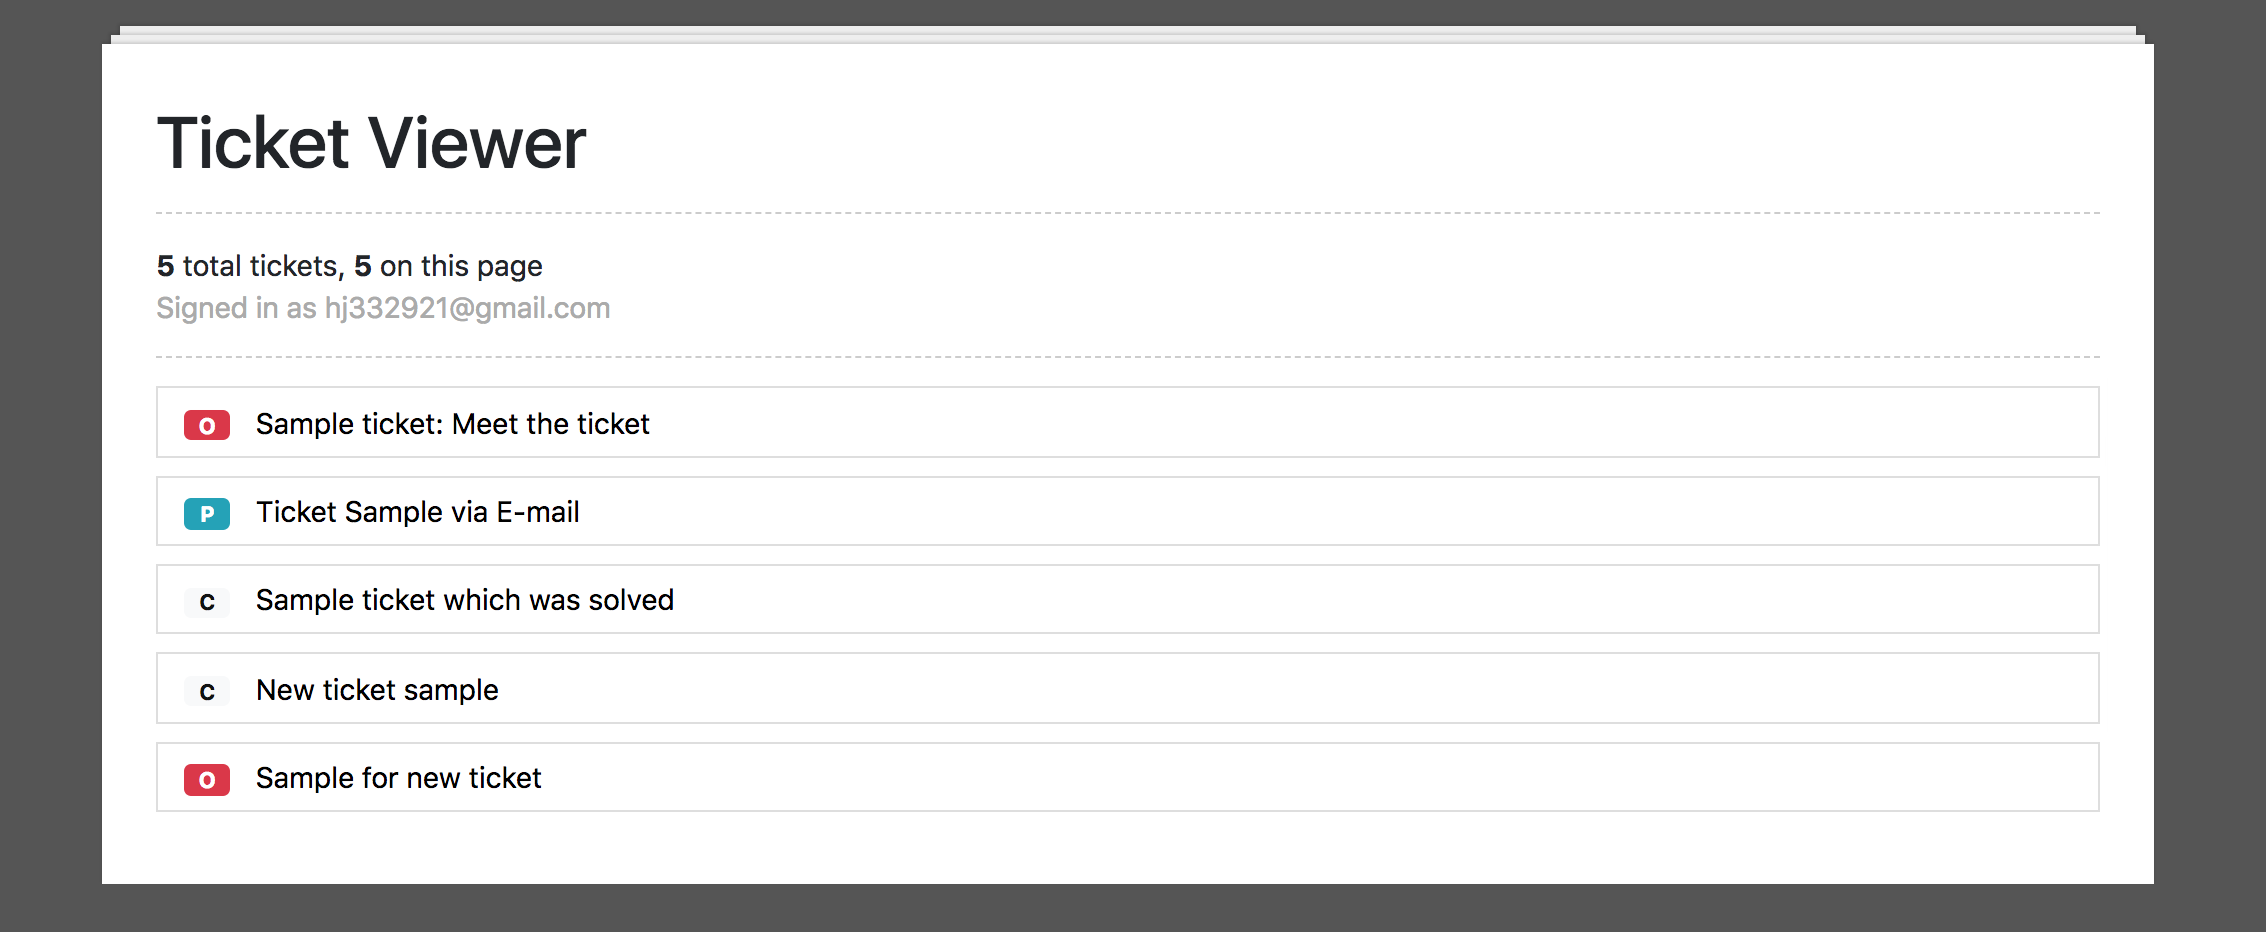 Ticket Viewer
5 total tickets, 5 on this page
Signed in as hj332921@gmail.com
O Sample ticket: Meet the ticket
P Ticket Sample via E-mail
C Sample ticket which was solved
C New ticket sample
O Sample for new ticket